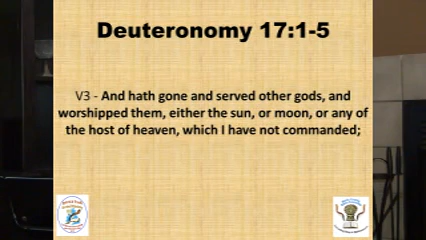 Deuteronomy 17:1-5
V3 - And hath gone and served other gods, and
worshipped them, either the sun, or moon, or any of
the host of heaven, which I have not commanded;